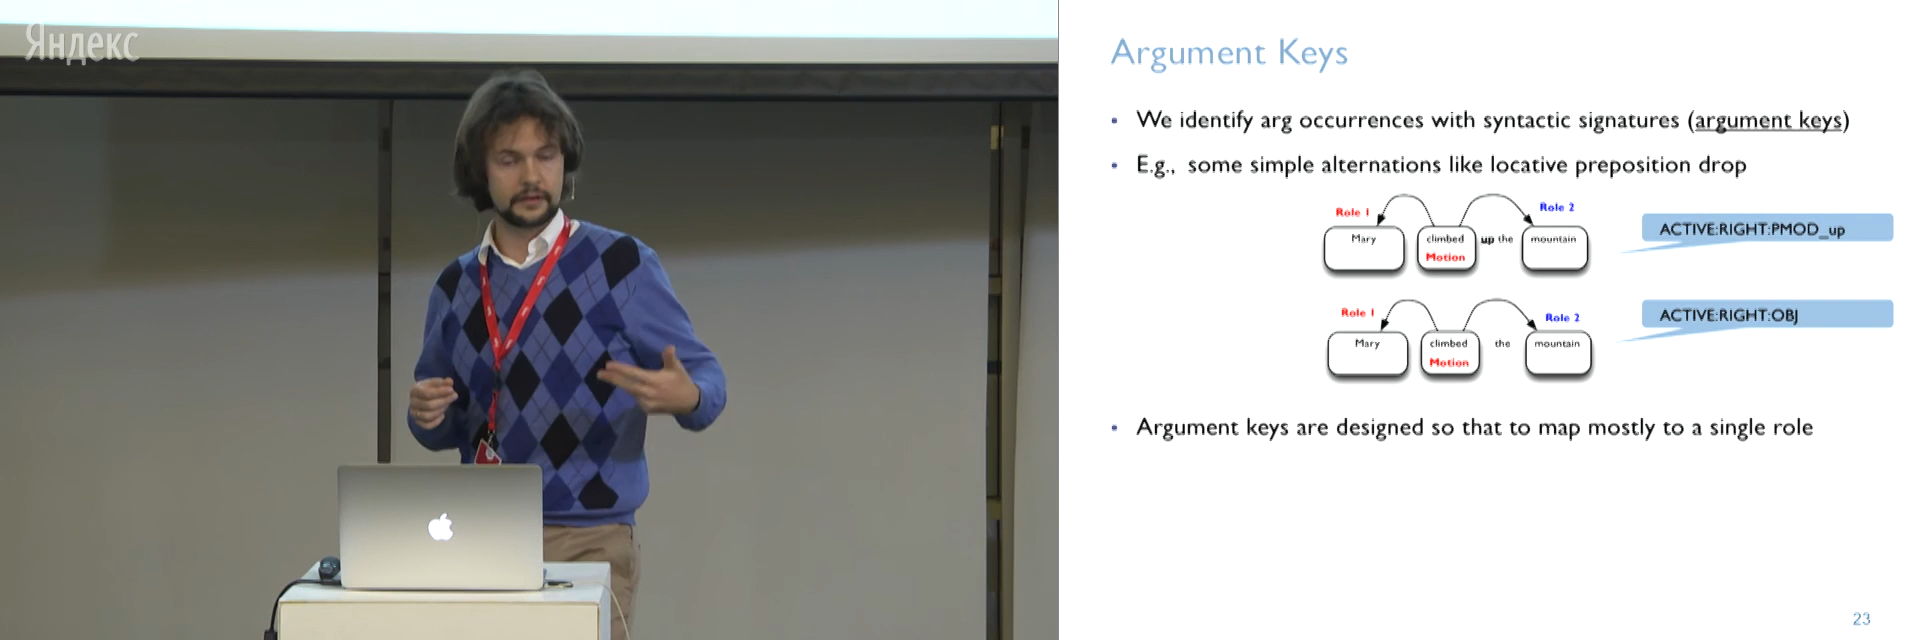 Яндекс
Argument Keys
• We identify arg occurrences with syntactic signatures (argument keys)
• E.g., some simple alternations like locative preposition drop
Role 1
Role 2
Mary
climbed
up the
mountain
Motion
ACTIVE:RIGHT:PMOD_up
Role 1
Role 2
Mary
climbed
the
mountain
Motion
ACTIVE:RIGHT:OBJ
• Argument keys are designed so that to map mostly to a single role
23